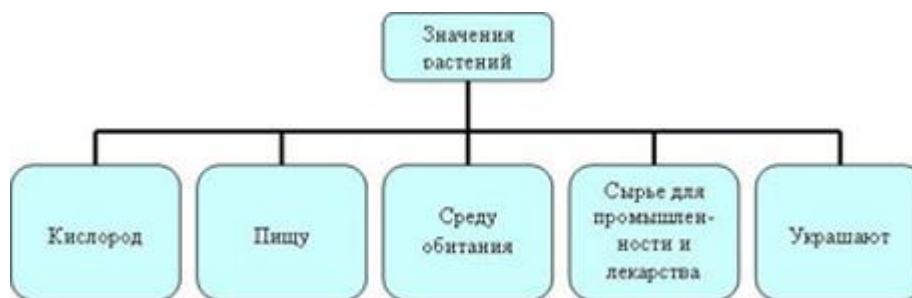 Значения
растений
Кислород
Пищу
Среду
обитания
Сырье для
промышлен-
ности и
лекарства
Украшают